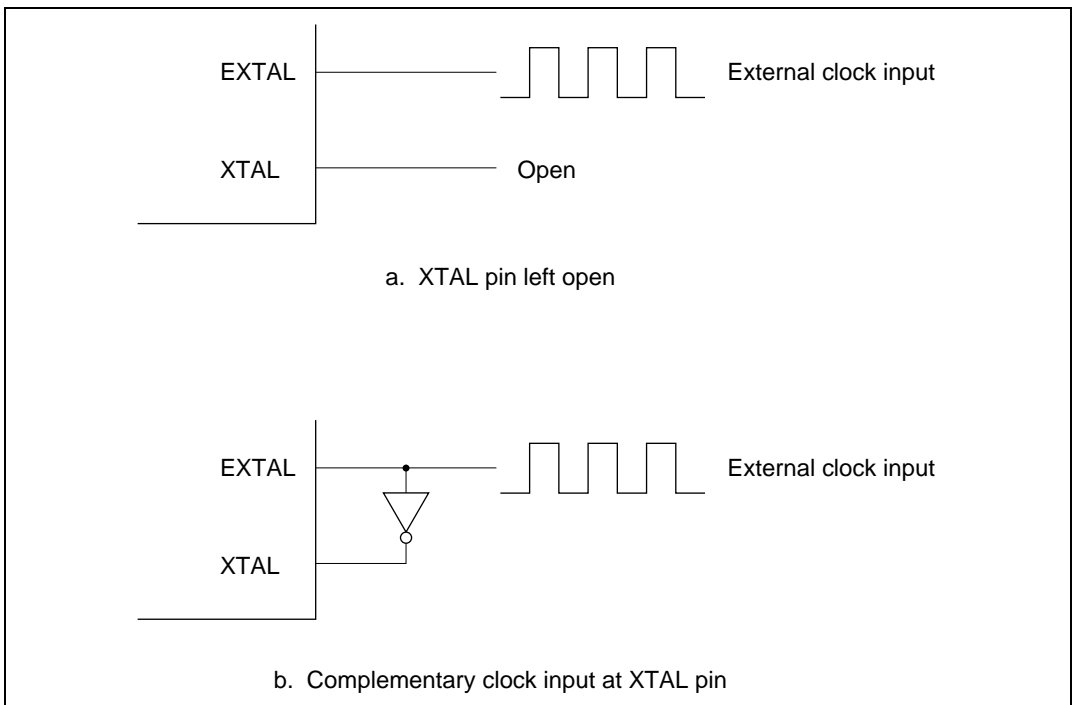 EXTAL
External clock input
XTAL
Open
a. XTAL pin left open
EXTAL
External clock input
XTAL
b. Complementary clock input at XTAL pin